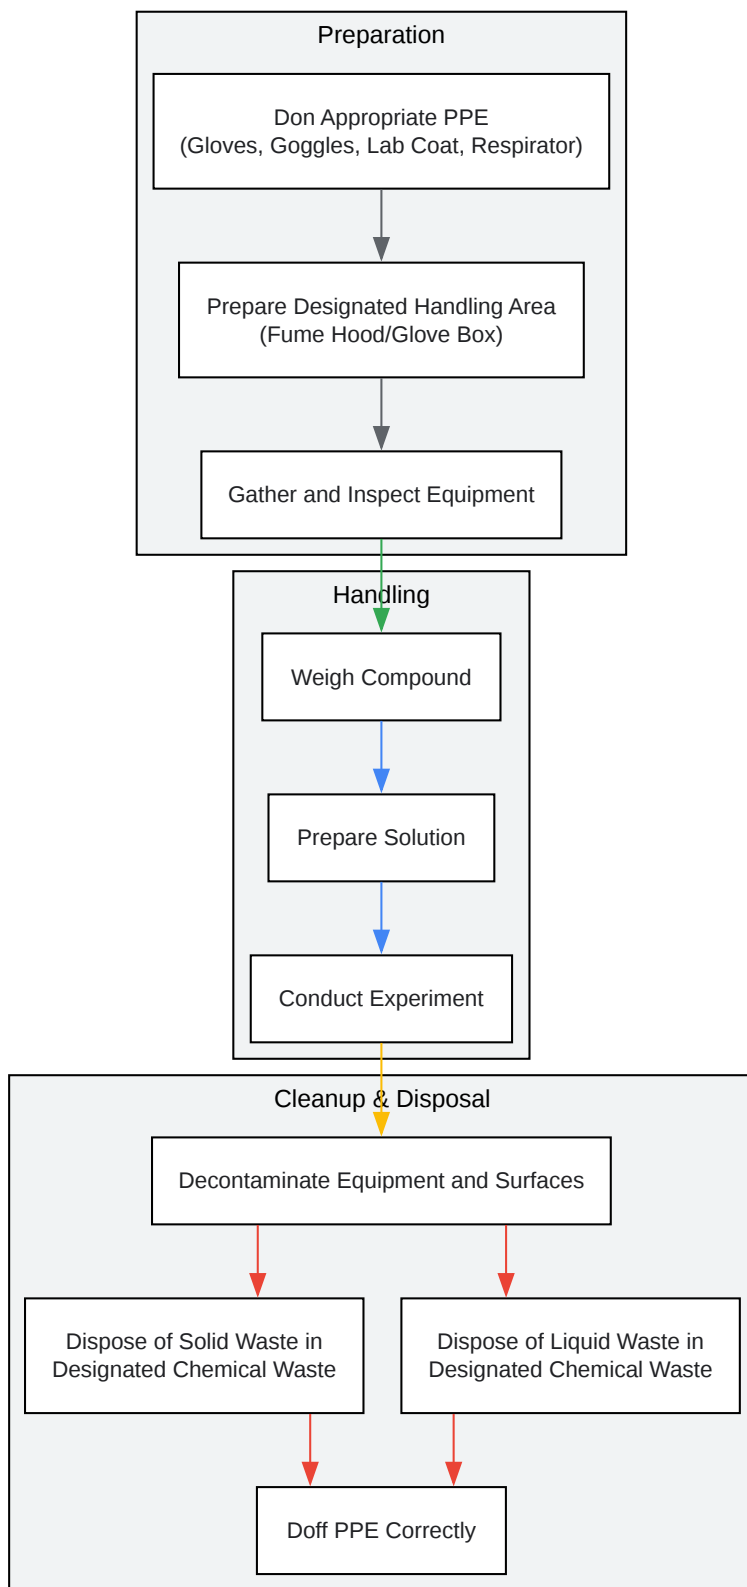 Preparation
Don Appropriate PPE
(Gloves, Goggles, Lab Coat, Respirator)
Prepare Designated Handling Area
(Fume Hood/Glove Box)
Gather and Inspect Equipment
Handling
Weigh Compound
Prepare Solution
Conduct Experiment
Cleanup & Disposal
Decontaminate Equipment and Surfaces
Dispose of Solid Waste in
Designated Chemical Waste
Dispose of Liquid Waste in
Designated Chemical Waste
Doff PPE Correctly